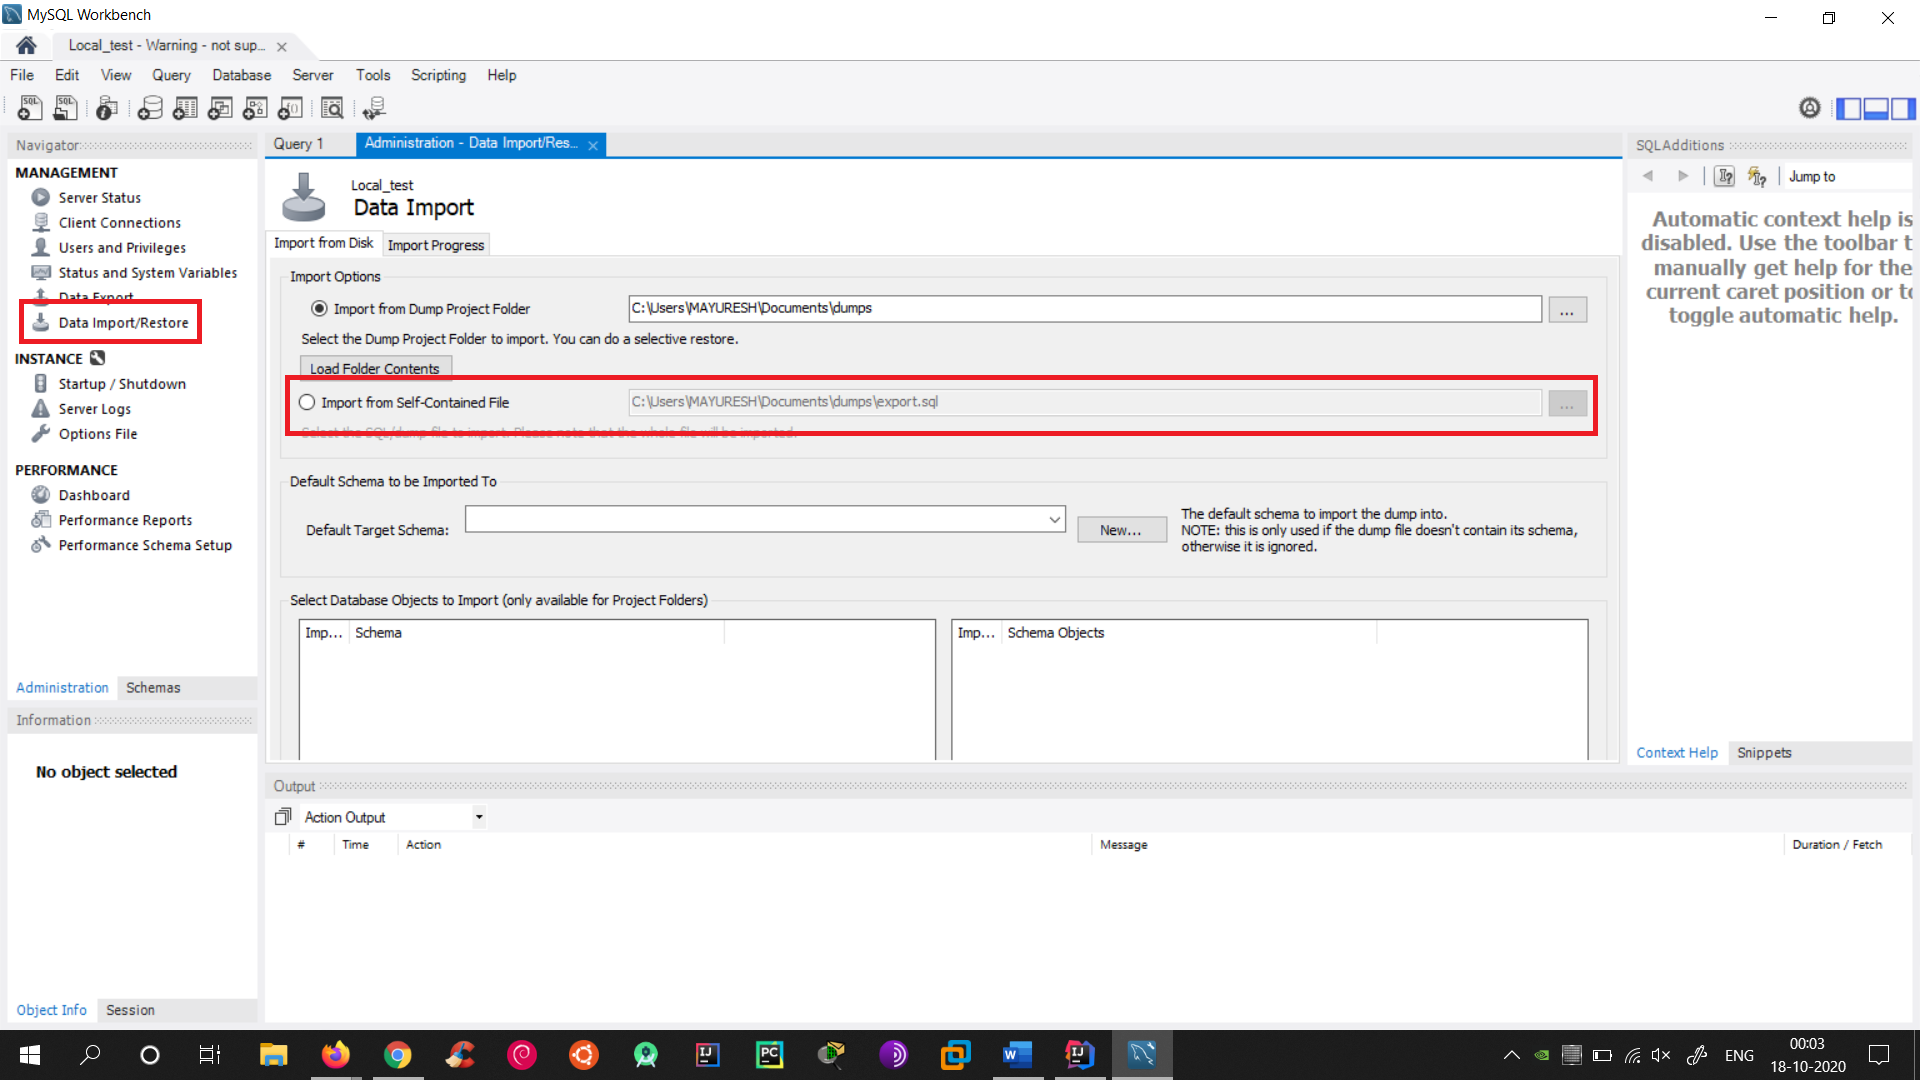 MySQL Workbench
Local_test - Warning - not sup...
File Edit View Query Database Server Tools Scripting Help
SQL SQL
Navigator
MANAGEMENT
Server Status
Client Connections
Users and Privileges
Status and System Variables
Data Export
Data Import/Restore
INSTANCE
Startup / Shutdown
Server Logs
Options File
PERFORMANCE
Dashboard
Performance Reports
Performance Schema Setup
Administration Schemas
Information
No object selected
Object Info Session
Query 1 Administration - Data Import/Res...
Local_test
Data Import
Import from Disk Import Progress
Import Options
Import from Dump Project Folder C:\Users\MAYURESH\Documents\dumps ...
Select the Dump Project Folder to import. You can do a selective restore.
Load Folder Contents
Import from Self-Contained File C:\Users\MAYURESH\Documents\dumps\export.sql ...
Select the SQL/dump file to import. Please note that the whole file will be imported.
Default Schema to be Imported To
Default Target Schema: New...
The default schema to import the dump into.
NOTE: this is only used if the dump file doesn't contain its schema,
otherwise it is ignored.
Select Database Objects to Import (only available for Project Folders)
Imp... Schema
Imp... Schema Objects
SQLAdditions
Jump to
Automatic context help is
disabled. Use the toolbar t
manually get help for the
current caret position or to
toggle automatic help.
Context Help Snippets
Output
Action Output
# Time Action Message Duration / Fetch
ENG
00:03
18-10-2020